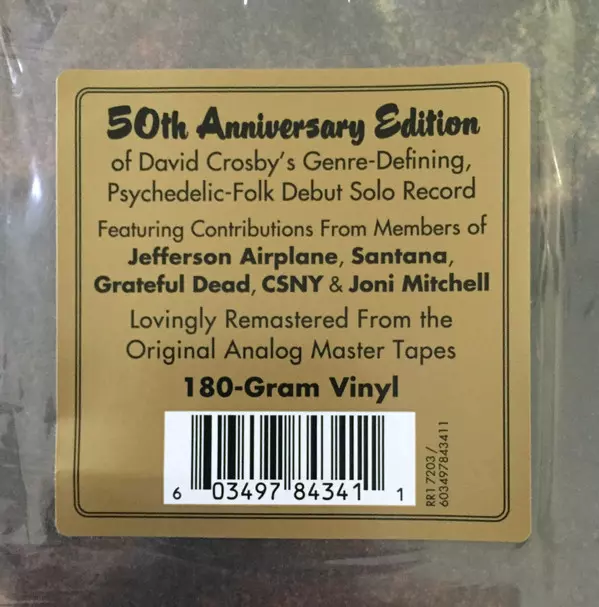 50th Anniversary Edition
of David Crosby's Genre-Defining,
Psychedelic-Folk Debut Solo Record
Featuring Contributions From Members of
Jefferson Airplane, Santana,
Grateful Dead, CSNY & Joni Mitchell
Lovingly Remastered From the
Original Analog Master Tapes
180-Gram Vinyl
6 03497 84341 1
RR1 7203 /
603497843411